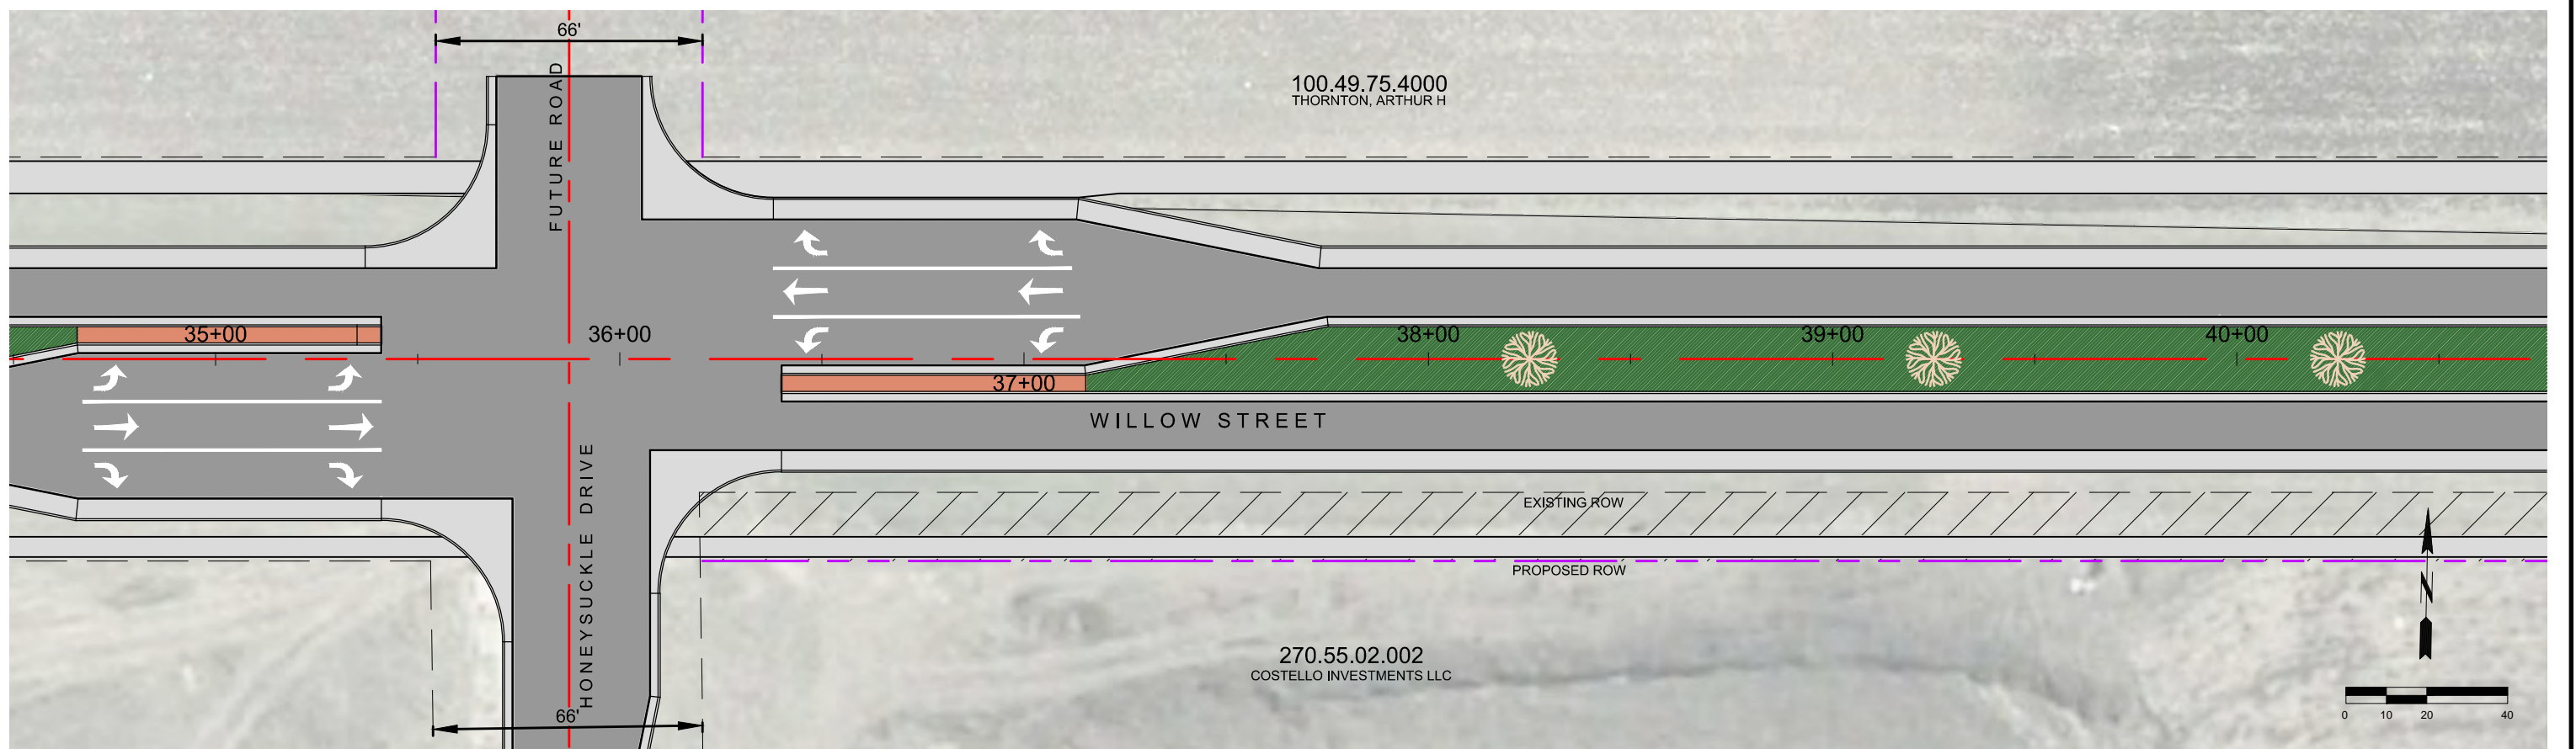 66'
FUTURE ROAD
100.49.75.4000
THORNTON, ARTHUR H
35+00
36+00
37+00
38+00
39+00
40+00
WILLOW STREET
HONEYSUCKLE DRIVE
EXISTING ROW
PROPOSED ROW
N
270.55.02.002
COSTELLO INVESTMENTS LLC
66'
0 10 20 40